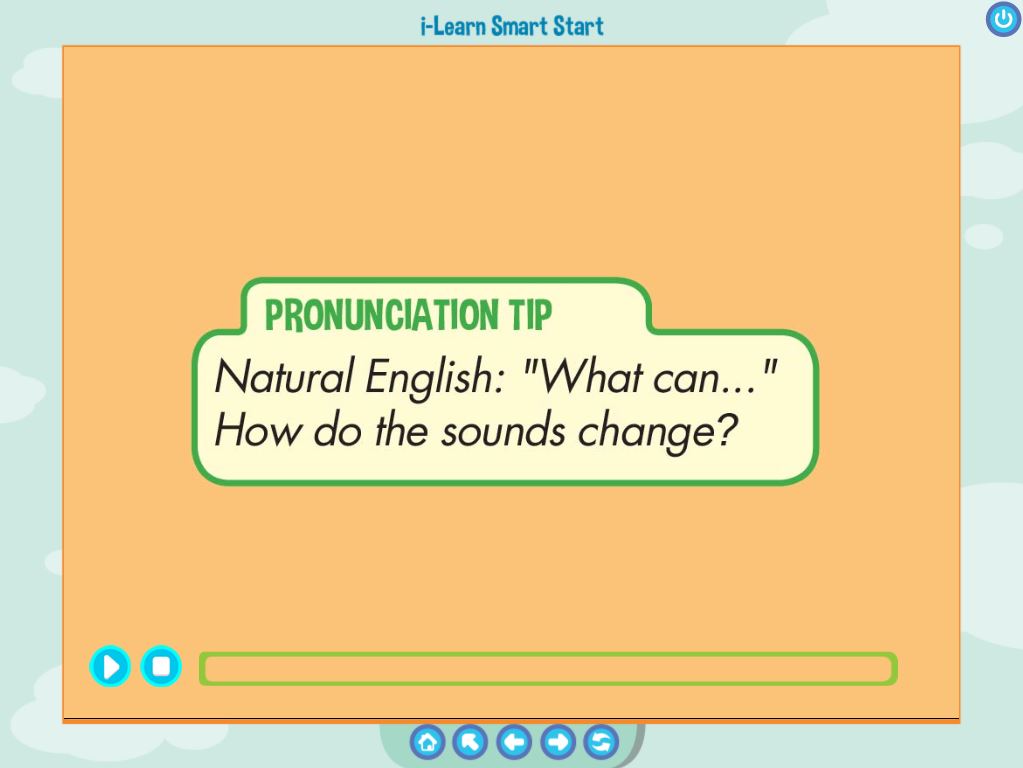 i-Learn Smart Start
PRONUNCIATION TIP
Natural English: "What can..."
How do the sounds change?